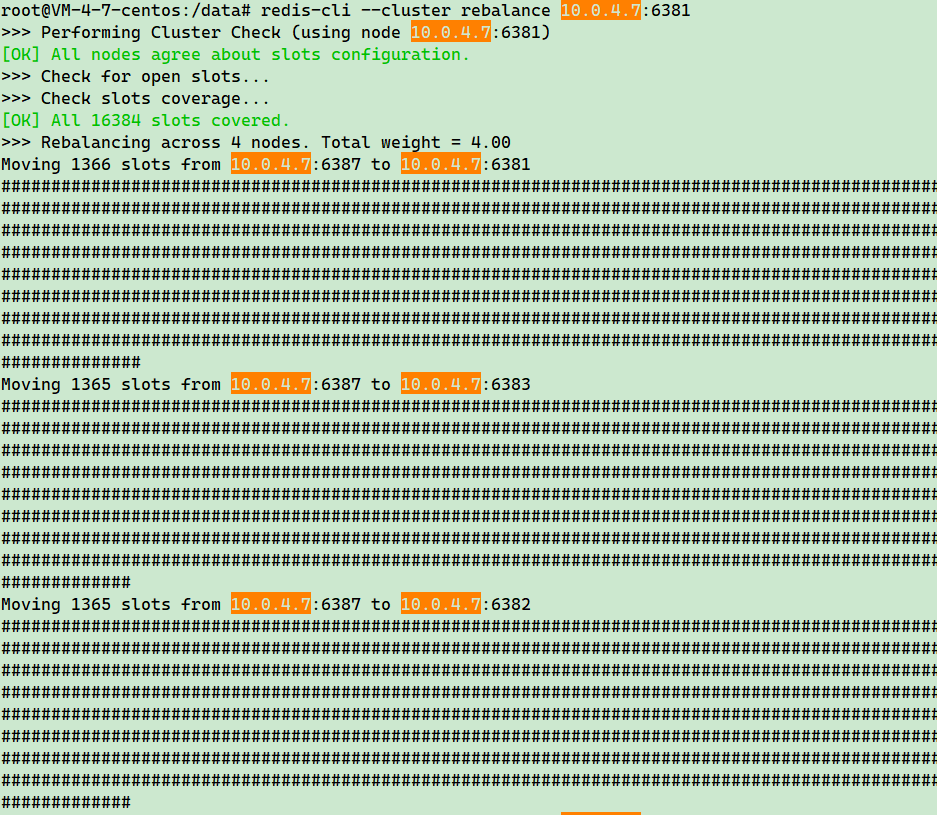 root@VM-4-7-centos:/data# redis-cli --cluster rebalance 10.0.4.7:6381
>>> Performing Cluster Check (using node 10.0.4.7:6381)
[OK] All nodes agree about slots configuration.
>>> Check for open slots...
>>> Check slots coverage...
[OK] All 16384 slots covered.
>>> Rebalancing across 4 nodes. Total weight = 4.00
Moving 1366 slots from 10.0.4.7:6387 to 10.0.4.7:6381
##############################################################################################
##############################################################################################
##############################################################################################
##############################################################################################
##############################################################################################
##############################################################################################
##############################################################################################
##############################################################################################
##############
Moving 1365 slots from 10.0.4.7:6387 to 10.0.4.7:6383
##############################################################################################
##############################################################################################
##############################################################################################
##############################################################################################
##############################################################################################
##############################################################################################
##############################################################################################
##############################################################################################
#############
Moving 1365 slots from 10.0.4.7:6387 to 10.0.4.7:6382
##############################################################################################
##############################################################################################
##############################################################################################
##############################################################################################
##############################################################################################
##############################################################################################
##############################################################################################
##############################################################################################
#############